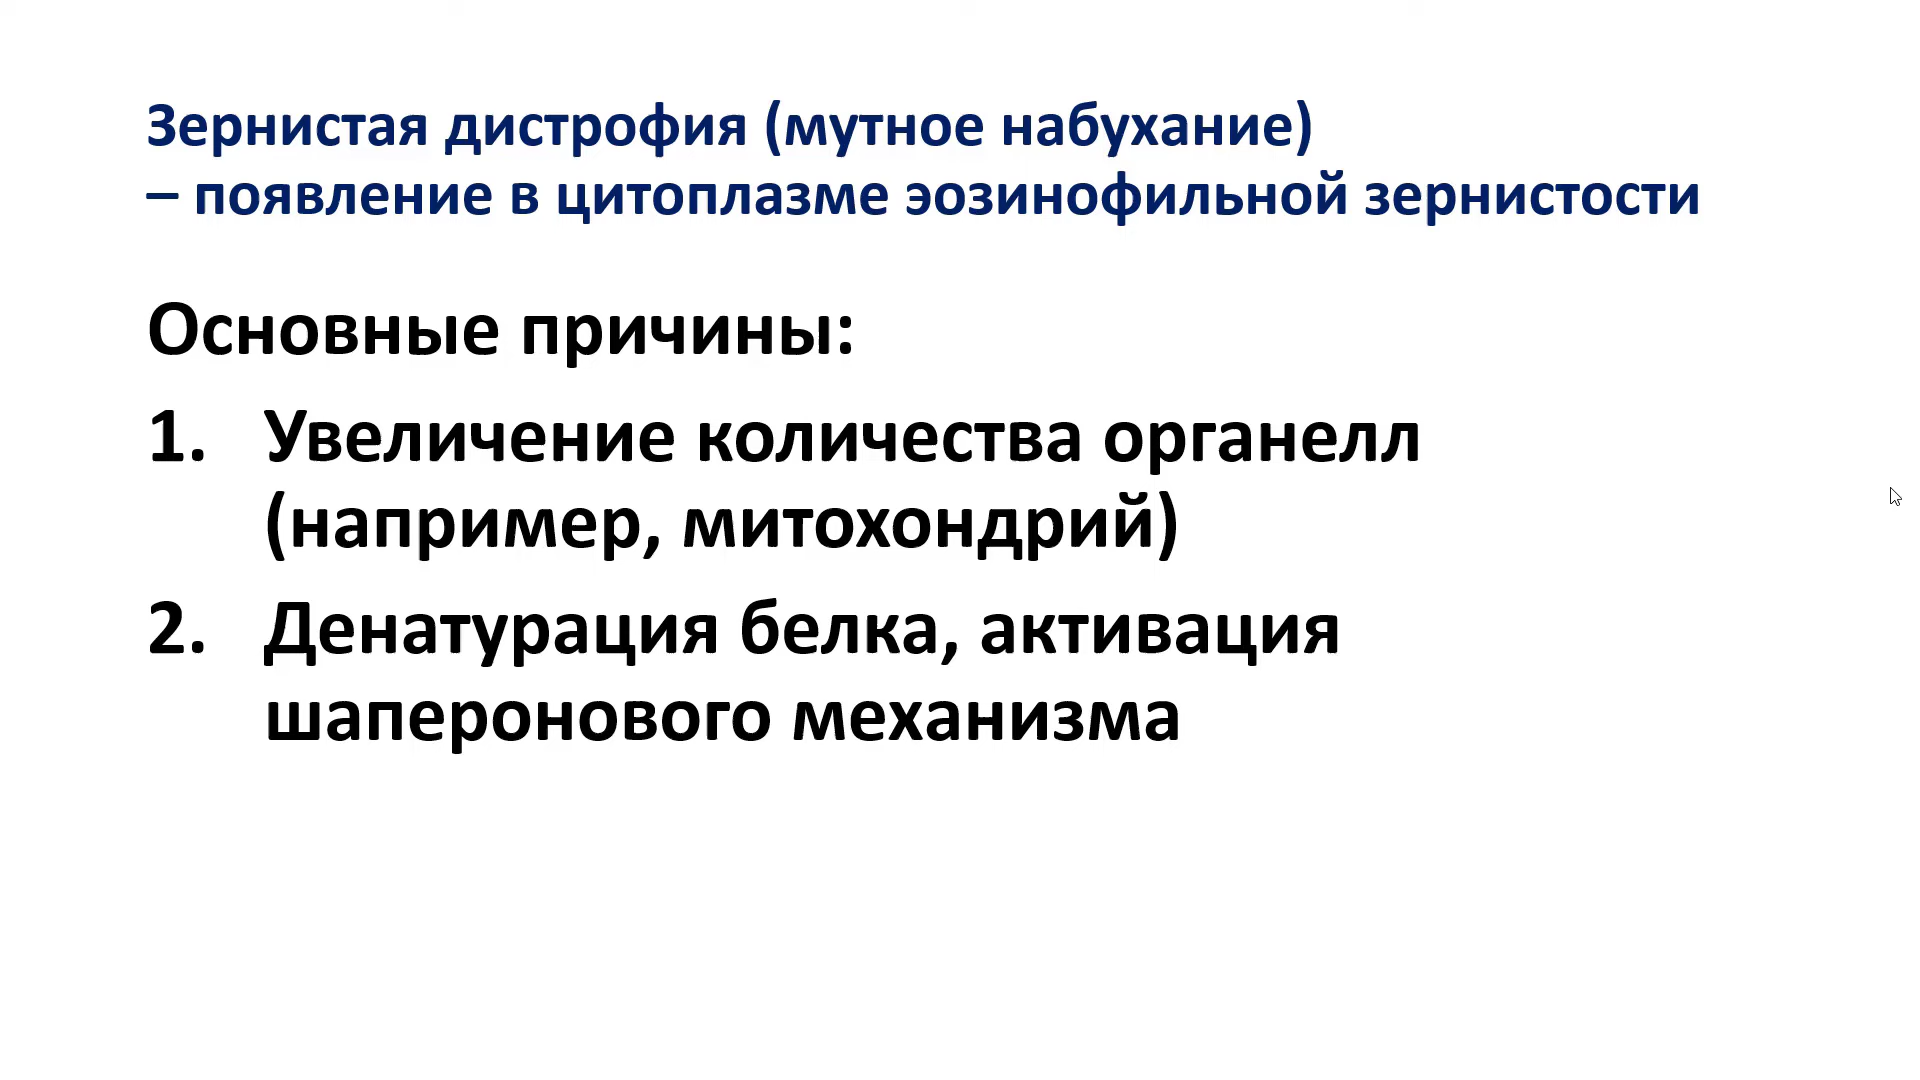 Зернистая дистрофия (мутное набухание)
– появление в цитоплазме эозинофильной зернистости
Основные причины:
1. Увеличение количества органелл
(например, митохондрий)
2. Денатурация белка, активация
шаперонового механизма